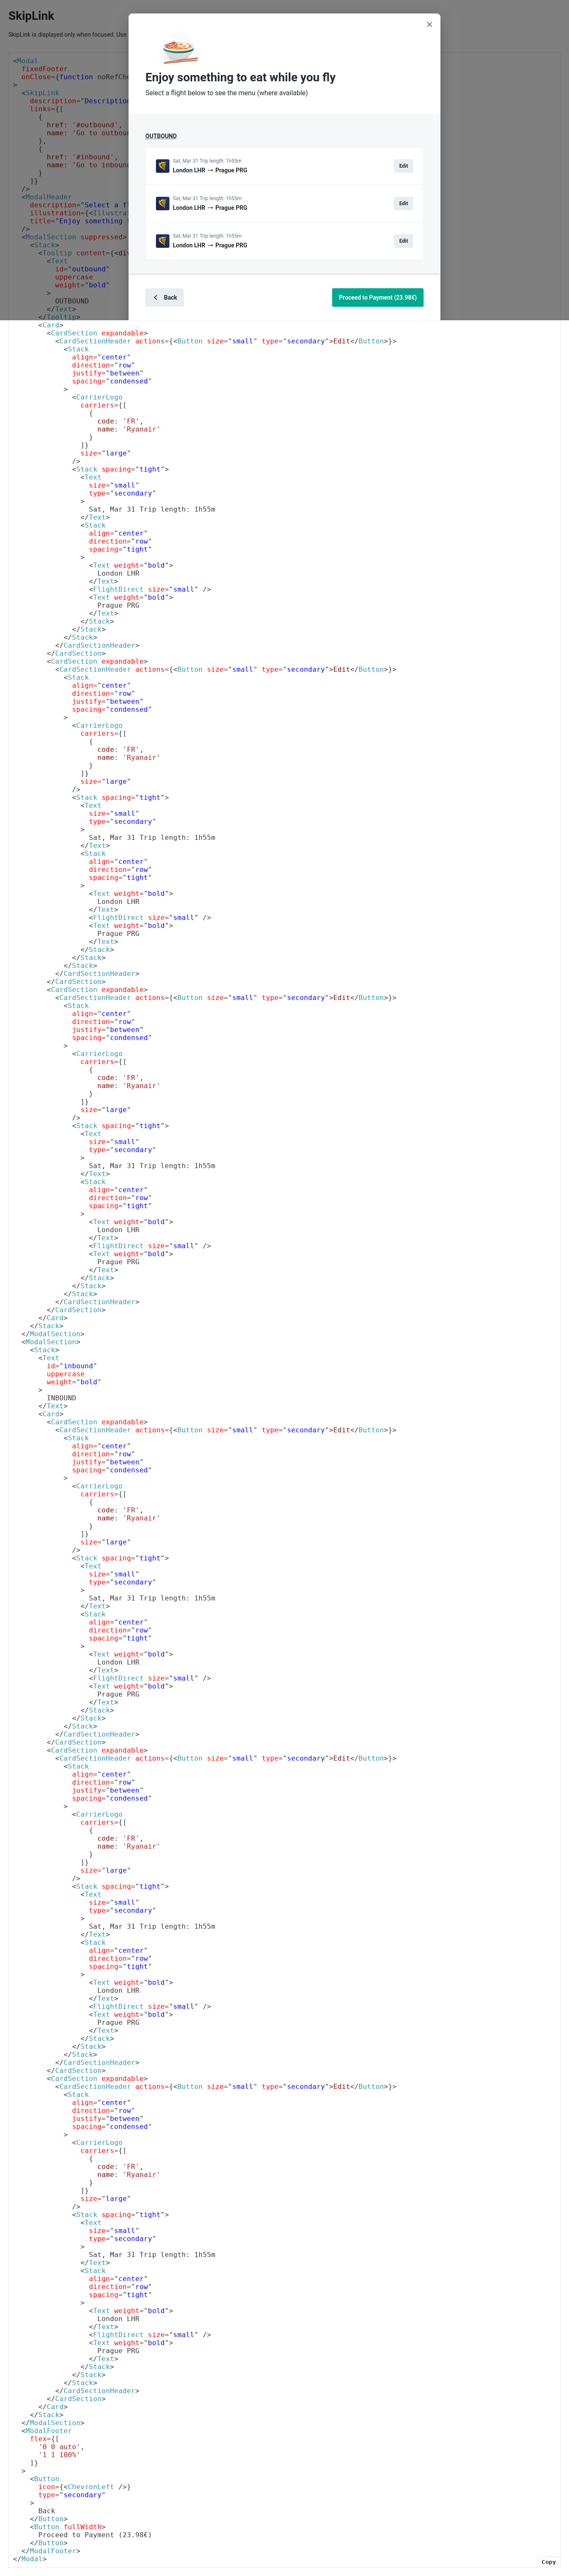 SkipLink
SkipLink is displayed only when focused. Use
Enjoy something to eat while you fly
Select a flight below to see the menu (where available)
OUTBOUND
Sat, Mar 31 Trip length: 1h55m
London LHR → Prague PRG
Edit
Sat, Mar 31 Trip length: 1h55m
London LHR → Prague PRG
Edit
Sat, Mar 31 Trip length: 1h55m
London LHR → Prague PRG
Edit
Back
Proceed to Payment (23.98€)
<Modal
fixedFooter
onClose={function noRefChe
>
<SkipLink
description="Description
links={[
{
href: '#outbound',
name: 'Go to outboun
},
{
href: '#inbound',
name: 'Go to inboun
}
]}
/>
<ModalHeader
description="Select a f
illustration={<Illustrat
title="Enjoy something
/>
<ModalSection suppressed>
<Stack>
<Tooltip content={<div
<Text
id="outbound"
uppercase
weight="bold"
>
OUTBOUND
</Text>
</Tooltip>
<Card>
<CardSection expandable>
<CardSectionHeader actions={<Button size="small" type="secondary">Edit</Button>}>
<Stack
align="center"
direction="row"
justify="between"
spacing="condensed"
>
<CarrierLogo
carriers={[
{
code: 'FR',
name: 'Ryanair'
}
]}
size="large"
/>
<Stack spacing="tight">
<Text
size="small"
type="secondary"
>
Sat, Mar 31 Trip length: 1h55m
</Text>
<Stack
align="center"
direction="row"
spacing="tight"
>
<Text weight="bold">
London LHR
</Text>
<FlightDirect size="small" />
<Text weight="bold">
Prague PRG
</Text>
</Stack>
</Stack>
</Stack>
</CardSectionHeader>
</CardSection>
<CardSection expandable>
<CardSectionHeader actions={<Button size="small" type="secondary">Edit</Button>}>
<Stack
align="center"
direction="row"
justify="between"
spacing="condensed"
>
<CarrierLogo
carriers={[
{
code: 'FR',
name: 'Ryanair'
}
]}
size="large"
/>
<Stack spacing="tight">
<Text
size="small"
type="secondary"
>
Sat, Mar 31 Trip length: 1h55m
</Text>
<Stack
align="center"
direction="row"
spacing="tight"
>
<Text weight="bold">
London LHR
</Text>
<FlightDirect size="small" />
<Text weight="bold">
Prague PRG
</Text>
</Stack>
</Stack>
</Stack>
</CardSectionHeader>
</CardSection>
<CardSection expandable>
<CardSectionHeader actions={<Button size="small" type="secondary">Edit</Button>}>
<Stack
align="center"
direction="row"
justify="between"
spacing="condensed"
>
<CarrierLogo
carriers={[
{
code: 'FR',
name: 'Ryanair'
}
]}
size="large"
/>
<Stack spacing="tight">
<Text
size="small"
type="secondary"
>
Sat, Mar 31 Trip length: 1h55m
</Text>
<Stack
align="center"
direction="row"
spacing="tight"
>
<Text weight="bold">
London LHR
</Text>
<FlightDirect size="small" />
<Text weight="bold">
Prague PRG
</Text>
</Stack>
</Stack>
</Stack>
</CardSectionHeader>
</CardSection>
</Card>
</Stack>
</ModalSection>
<ModalSection>
<Stack>
<Text
id="inbound"
uppercase
weight="bold"
>
INBOUND
</Text>
<Card>
<CardSection expandable>
<CardSectionHeader actions={<Button size="small" type="secondary">Edit</Button>}>
<Stack
align="center"
direction="row"
justify="between"
spacing="condensed"
>
<CarrierLogo
carriers={[
{
code: 'FR',
name: 'Ryanair'
}
]}
size="large"
/>
<Stack spacing="tight">
<Text
size="small"
type="secondary"
>
Sat, Mar 31 Trip length: 1h55m
</Text>
<Stack
align="center"
direction="row"
spacing="tight"
>
<Text weight="bold">
London LHR
</Text>
<FlightDirect size="small" />
<Text weight="bold">
Prague PRG
</Text>
</Stack>
</Stack>
</Stack>
</CardSectionHeader>
</CardSection>
<CardSection expandable>
<CardSectionHeader actions={<Button size="small" type="secondary">Edit</Button>}>
<Stack
align="center"
direction="row"
justify="between"
spacing="condensed"
>
<CarrierLogo
carriers={[
{
code: 'FR',
name: 'Ryanair'
}
]}
size="large"
/>
<Stack spacing="tight">
<Text
size="small"
type="secondary"
>
Sat, Mar 31 Trip length: 1h55m
</Text>
<Stack
align="center"
direction="row"
spacing="tight"
>
<Text weight="bold">
London LHR
</Text>
<FlightDirect size="small" />
<Text weight="bold">
Prague PRG
</Text>
</Stack>
</Stack>
</Stack>
</CardSectionHeader>
</CardSection>
<CardSection expandable>
<CardSectionHeader actions={<Button size="small" type="secondary">Edit</Button>}>
<Stack
align="center"
direction="row"
justify="between"
spacing="condensed"
>
<CarrierLogo
carriers={[
{
code: 'FR',
name: 'Ryanair'
}
]}
size="large"
/>
<Stack spacing="tight">
<Text
size="small"
type="secondary"
>
Sat, Mar 31 Trip length: 1h55m
</Text>
<Stack
align="center"
direction="row"
spacing="tight"
>
<Text weight="bold">
London LHR
</Text>
<FlightDirect size="small" />
<Text weight="bold">
Prague PRG
</Text>
</Stack>
</Stack>
</Stack>
</CardSectionHeader>
</CardSection>
</Card>
</Stack>
</ModalSection>
<ModalFooter
flex={[
'0 0 auto',
'1 1 100%'
]}
>
<Button
icon={<ChevronLeft />}
type="secondary"
>
Back
</Button>
<Button fullWidth>
Proceed to Payment (23.98€)
</Button>
</ModalFooter>
</Modal>
Copy